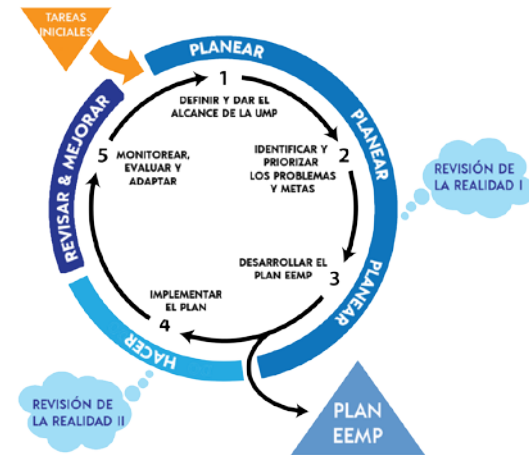 TAREAS
INICIALES
PLANEAR
1
DEFINIR Y DAR EL
ALCANCE DE LA UMP
PLANEAR
2
IDENTIFICAR Y
PRIORIZAR
LOS PROBLEMAS
Y METAS
REVISIÓN DE
LA REALIDAD I
PLANEAR
3
DESARROLLAR EL
PLAN EEMP
PLAN
EEMP
HACER
4
IMPLEMENTAR
EL PLAN
REVISIÓN DE
LA REALIDAD II
REVISAR & MEJORAR
5
MONITOREAR,
EVALUAR Y
ADAPTAR